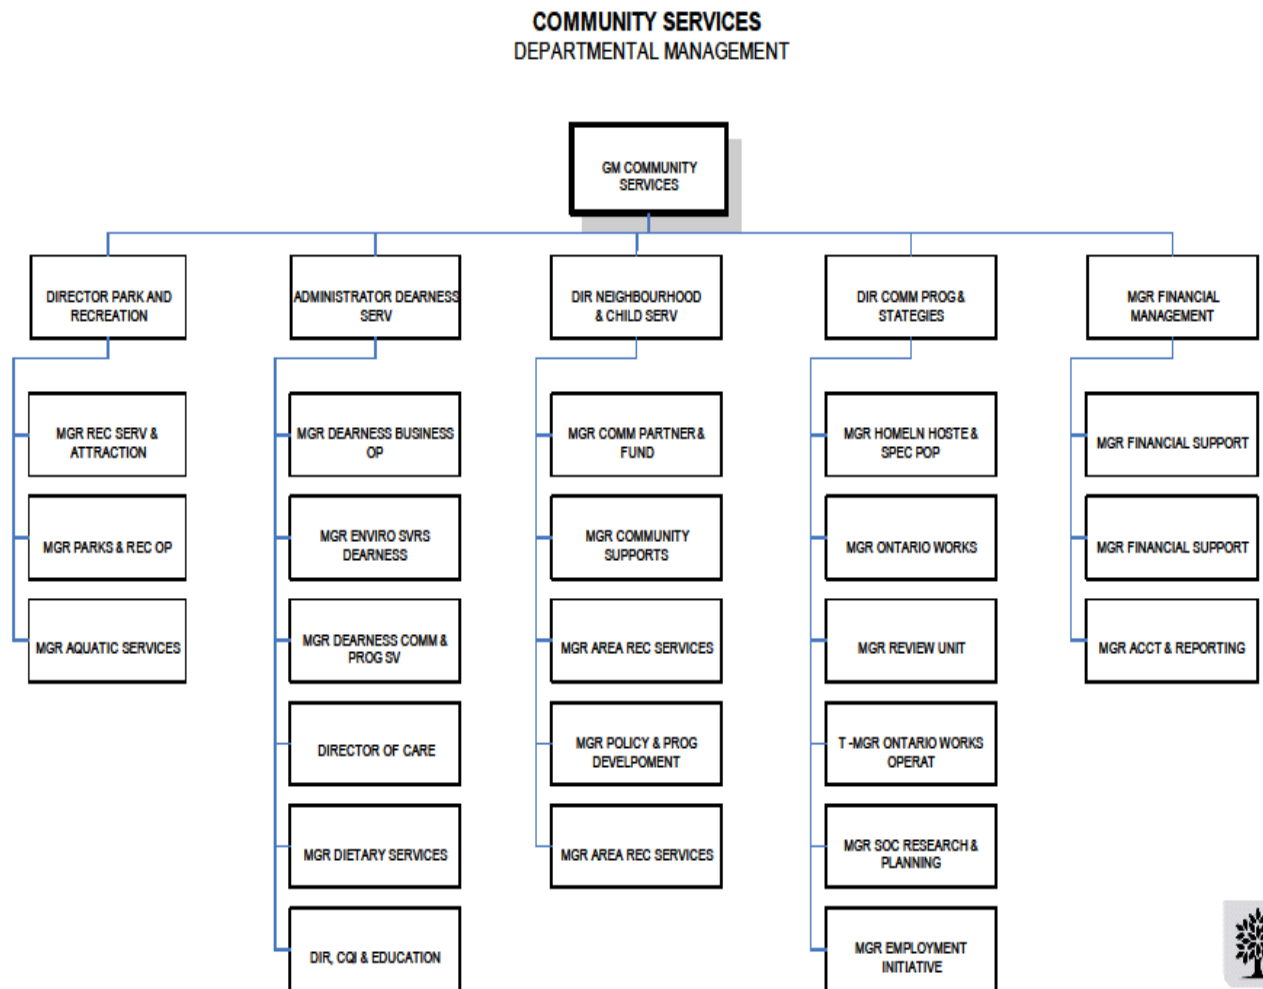 COMMUNITY SERVICES
DEPARTMENTAL MANAGEMENT
GM COMMUNITY
SERVICES
DIRECTOR PARK AND
RECREATION
ADMINISTRATOR DEARNESS
SERV
DIR NEIGHBOURHOOD
& CHILD SERV
DIR COMM PROG &
STATEGIES
MGR FINANCIAL
MANAGEMENT
MGR REC SERV &
ATTRACTION
MGR PARKS & REC OP
MGR AQUATIC SERVICES
MGR DEARNESS BUSINESS
OP
MGR ENVIRO SVRS
DEARNESS
MGR DEARNESS COMM &
PROG SV
DIRECTOR OF CARE
MGR DIETARY SERVICES
DIR, CQI & EDUCATION
MGR COMM PARTNER &
FUND
MGR COMMUNITY
SUPPORTS
MGR AREA REC SERVICES
MGR POLICY & PROG
DEVELPOMENT
MGR AREA REC SERVICES
MGR HOMELN HOSTE &
SPEC POP
MGR ONTARIO WORKS
MGR REVIEW UNIT
T -MGR ONTARIO WORKS
OPERAT
MGR SOC RESEARCH &
PLANNING
MGR EMPLOYMENT
INITIATIVE
MGR FINANCIAL SUPPORT
MGR FINANCIAL SUPPORT
MGR ACCT & REPORTING